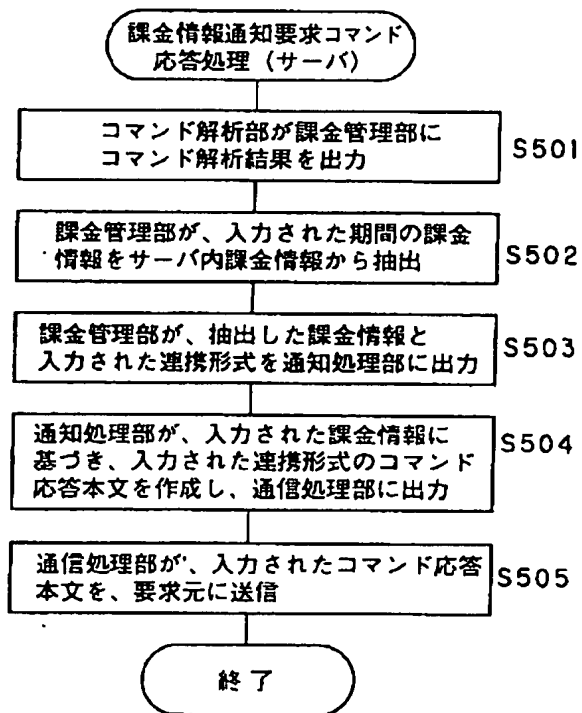 課金情報通知要求コマンド
応答処理（サーバ）
コマンド解析部が課金管理部に
コマンド解析結果を出力
S501
課金管理部が、入力された期間の課金
情報をサーバ内課金情報から抽出
S502
課金管理部が、抽出した課金情報と
入力された連携形式を通知処理部に出力
S503
通知処理部が、入力された課金情報に
基づき、入力された連携形式のコマンド
応答本文を作成し、通信処理部に出力
S504
通信処理部が、入力されたコマンド応答
本文を、要求元に送信
S505
終了